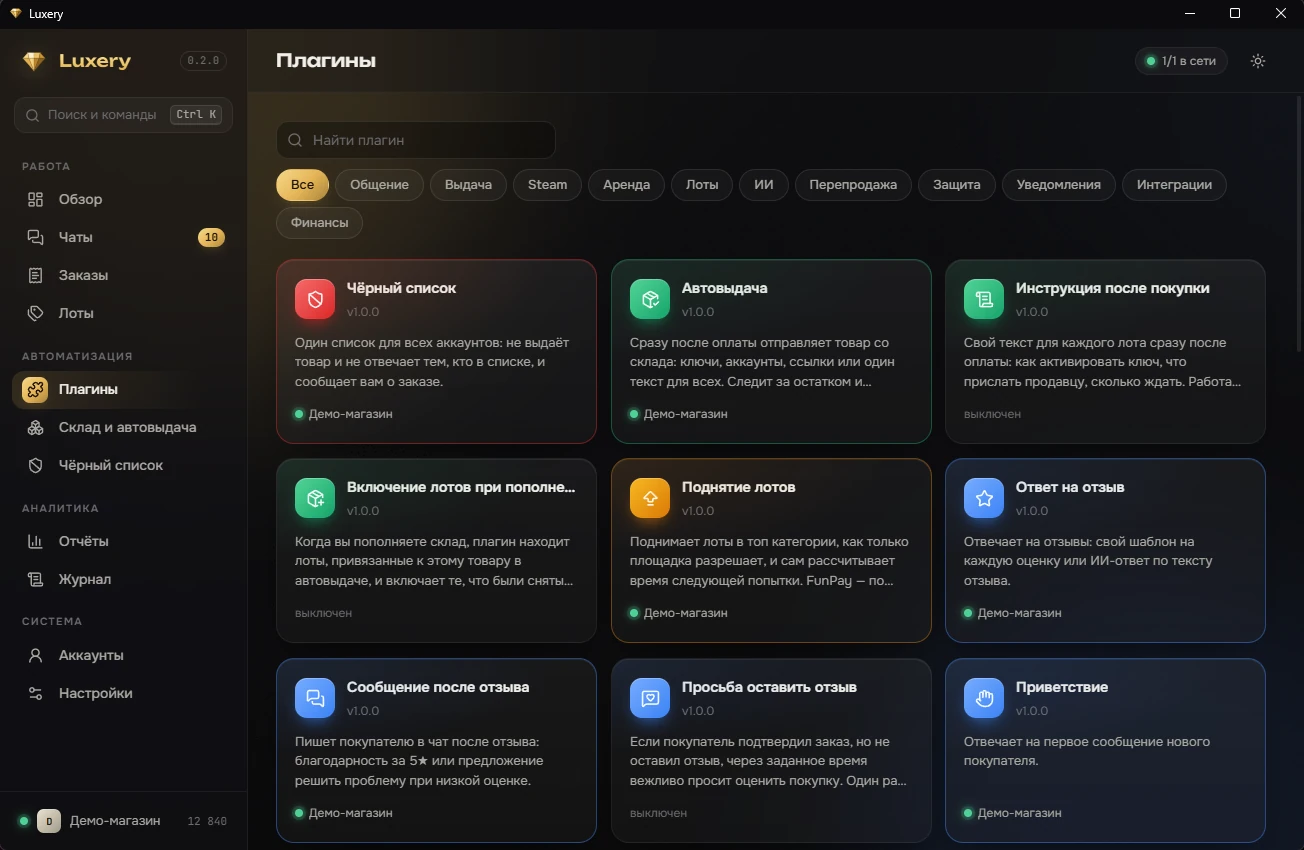 Luxery
Luxery
0.2.0
Поиск и команды
Ctrl K
РАБОТА
Обзор
Чаты
10
Заказы
Лоты
АВТОМАТИЗАЦИЯ
Плагины
Склад и автовыдача
Чёрный список
АНАЛИТИКА
Отчёты
Журнал
СИСТЕМА
Аккаунты
Настройки
D
Демо-магазин
12 840
Плагины
1/1 в сети
Найти плагин
Все
Общение
Выдача
Steam
Аренда
Лоты
ИИ
Перепродажа
Защита
Уведомления
Интеграции
Финансы
Чёрный список
v1.0.0
Один список для всех аккаунтов: не выдаёт
товар и не отвечает тем, кто в списке, и
сообщает вам о заказе.
Демо-магазин
Автовыдача
v1.0.0
Сразу после оплаты отправляет товар со
склада: ключи, аккаунты, ссылки или один
текст для всех. Следит за остатком и...
Демо-магазин
Инструкция после покупки
v1.0.0
Свой текст для каждого лота сразу после
оплаты: как активировать ключ, что
прислать продавцу, сколько ждать. Работа...
выключен
Включение лотов при пополне...
v1.0.0
Когда вы пополняете склад, плагин находит
лоты, привязанные к этому товару в
автовыдаче, и включает те, что были сняты...
выключен
Поднятие лотов
v1.0.0
Поднимает лоты в топ категории, как только
площадка разрешает, и сам рассчитывает
время следующей попытки. FunPay — по...
Демо-магазин
Ответ на отзыв
v1.0.0
Отвечает на отзывы: свой шаблон на
каждую оценку или ИИ-ответ по тексту
отзыва.
Демо-магазин
Сообщение после отзыва
v1.0.0
Пишет покупателю в чат после отзыва:
благодарность за 5★ или предложение
решить проблему при низкой оценке.
Демо-магазин
Просьба оставить отзыв
v1.0.0
Если покупатель подтвердил заказ, но не
оставил отзыв, через заданное время
вежливо просит оценить покупку. Один ра...
выключен
Приветствие
v1.0.0
Отвечает на первое сообщение нового
покупателя.
Демо-магазин